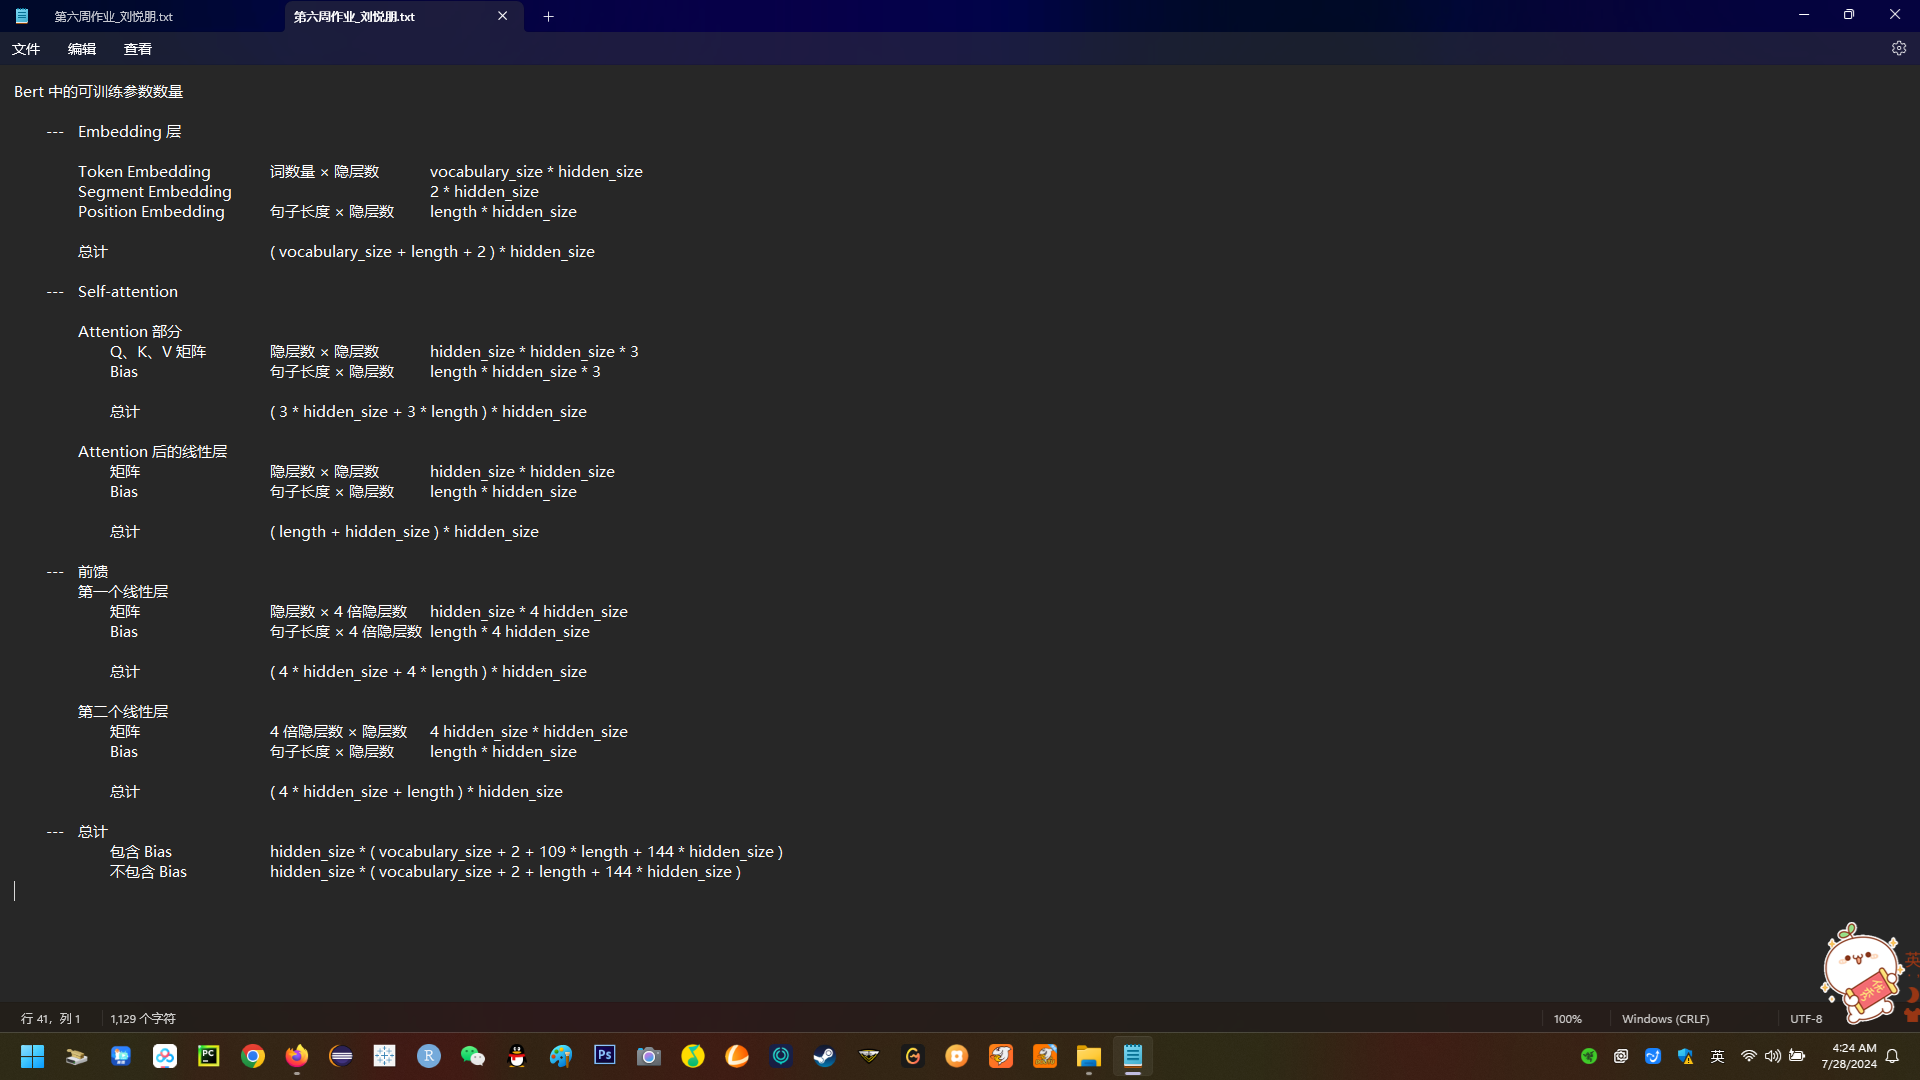 第六周作业_刘悦朋.txt
第六周作业_刘悦朋.txt
文件 编辑 查看
Bert 中的可训练参数数量
--- Embedding 层
Token Embedding 词数量 × 隐层数 vocabulary_size * hidden_size
Segment Embedding 2 * hidden_size
Position Embedding 句子长度 × 隐层数 length * hidden_size
总计 ( vocabulary_size + length + 2 ) * hidden_size
--- Self-attention
Attention 部分
Q、K、V 矩阵 隐层数 × 隐层数 hidden_size * hidden_size * 3
Bias 句子长度 × 隐层数 length * hidden_size * 3
总计 ( 3 * hidden_size + 3 * length ) * hidden_size
Attention 后的线性层
矩阵 隐层数 × 隐层数 hidden_size * hidden_size
Bias 句子长度 × 隐层数 length * hidden_size
总计 ( length + hidden_size ) * hidden_size
--- 前馈
第一个线性层
矩阵 隐层数 × 4 倍隐层数 hidden_size * 4 hidden_size
Bias 句子长度 × 4 倍隐层数 length * 4 hidden_size
总计 ( 4 * hidden_size + 4 * length ) * hidden_size
第二个线性层
矩阵 4 倍隐层数 × 隐层数 4 hidden_size * hidden_size
Bias 句子长度 × 隐层数 length * hidden_size
总计 ( 4 * hidden_size + length ) * hidden_size
--- 总计
包含 Bias hidden_size * ( vocabulary_size + 2 + 109 * length + 144 * hidden_size )
不包含 Bias hidden_size * ( vocabulary_size + 2 + length + 144 * hidden_size )
英
行 41，列 1 1,129 个字符 100% Windows (CRLF) UTF-8
PC R Ps 英
4:24 AM
7/28/2024